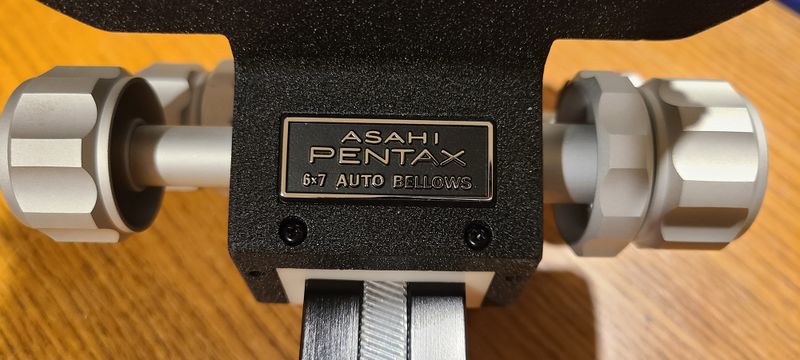 ASAHI
PENTAX
6x7 AUTO BELLOWS